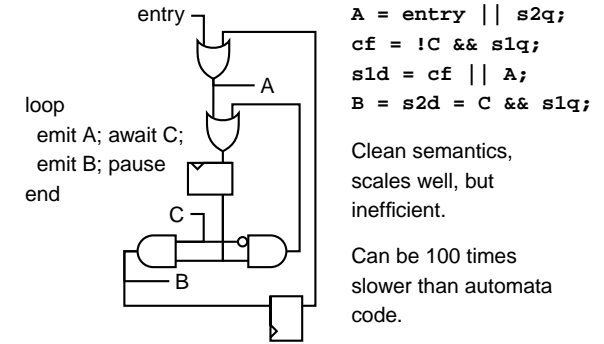 entry
A
loop
emit A; await C;
emit B; pause
end
C
B
A = entry || s2q;
cf = !C && s1q;
s1d = cf || A;
B = s2d = C && s1q;
Clean semantics,
scales well, but
inefficient.
Can be 100 times
slower than automata
code.